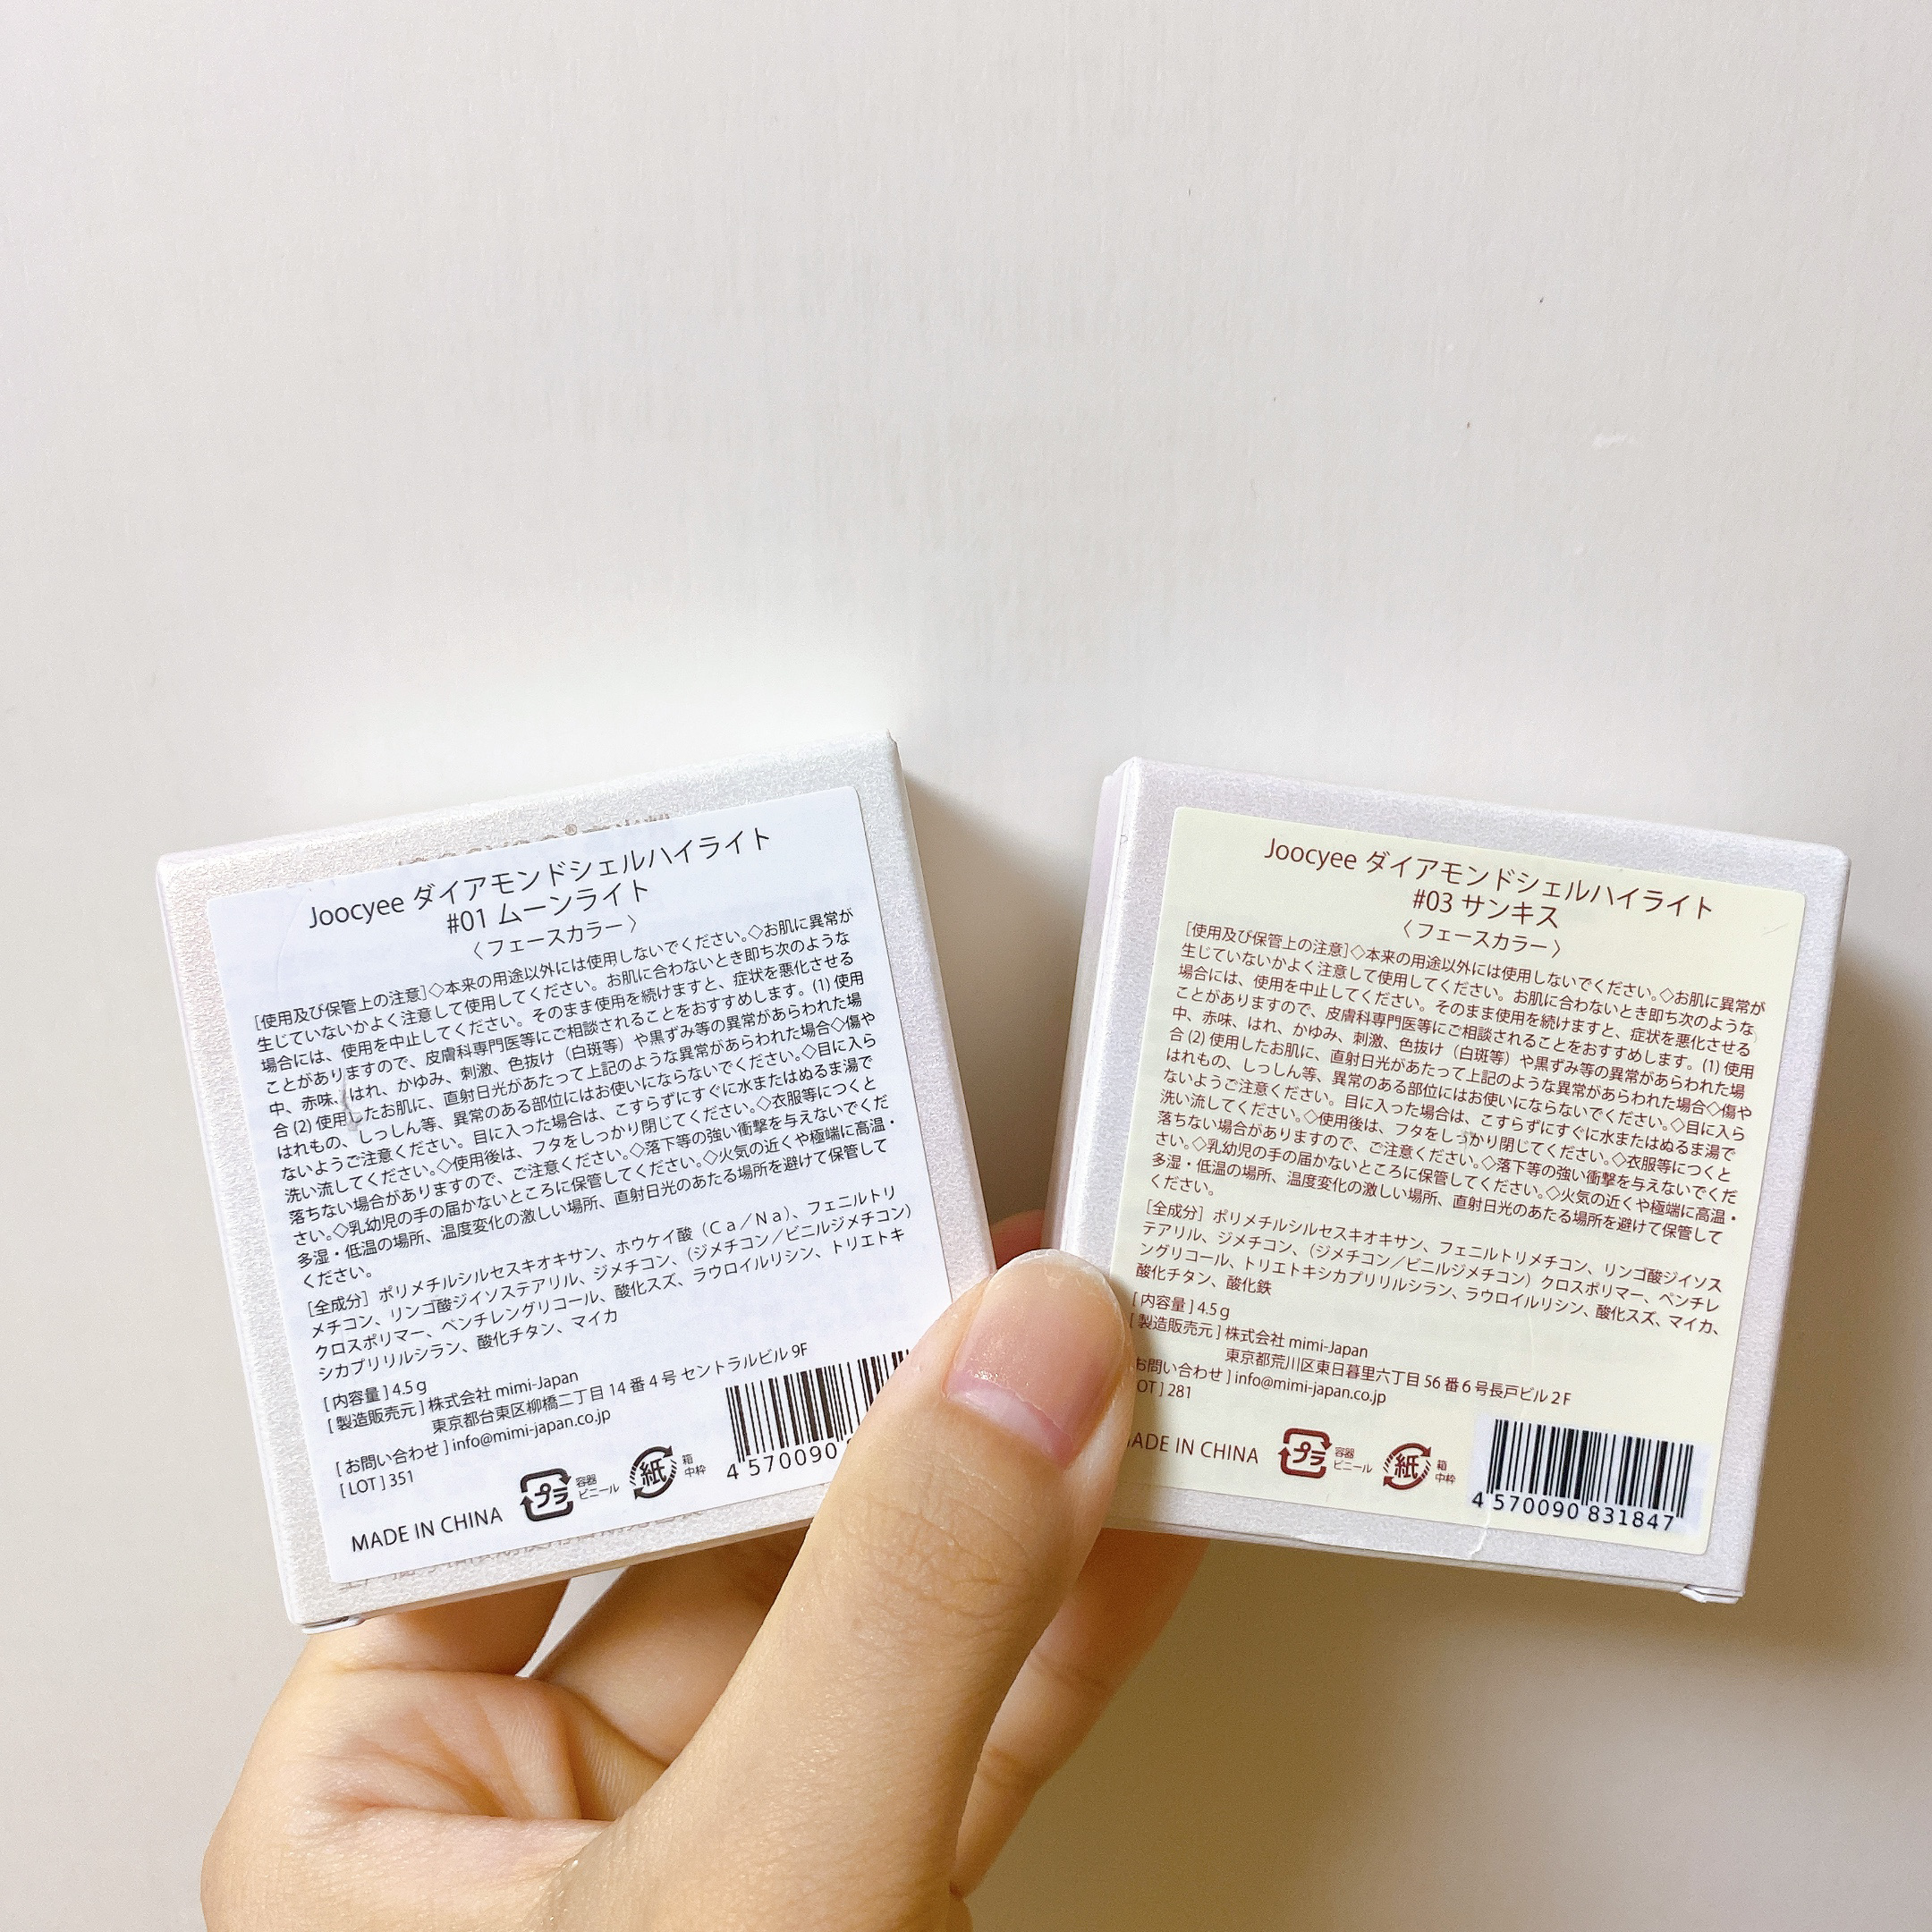 Joocyee ダイアモンドシェルハイライト
#01 ムーンライト
〈フェースカラー〉
[使用及び保管上の注意]◇本来の用途以外には使用しないでください。◇お肌に異常が
生じていないかよく注意して使用してください。お肌に合わないとき即ち次のような
場合には、使用を中止してください。そのまま使用を続けますと、症状を悪化させる
ことがありますので、皮膚科専門医等にご相談されることをおすすめします。(1) 使用
中、赤味、はれ、かゆみ、刺激、色抜け（白斑等）や黒ずみ等の異常があらわれた場
合 (2) 使用したお肌に、直射日光があたって上記のような異常があらわれた場合◇傷や
はれもの、しっしん等、異常のある部位にはお使いにならないでください。◇目に入ら
ないようご注意ください。目に入った場合は、こすらずにすぐに水またはぬるま湯で
洗い流してください。◇使用後は、フタをしっかり閉じてください。◇衣服等につくと
落ちない場合がありますので、ご注意ください。◇落下等の強い衝撃を与えないでくだ
さい。◇乳幼児の手の届かないところに保管してください。◇火気の近くや極端に高温・
多湿・低温の場所、温度変化の激しい場所、直射日光のあたる場所を避けて保管して
ください。
[全成分] ポリメチルシルセスキオキサン、ホウケイ酸（Ca／Na）、フェニルトリ
メチコン、リンゴ酸ジイソステアリル、ジメチコン、（ジメチコン／ビニルジメチコン）
クロスポリマー、ペンチレングリコール、酸化スズ、ラウロイルリシン、トリエトキ
シカプリリルシラン、酸化チタン、マイカ
[ 内容量 ] 4.5 g
[ 製造販売元 ] 株式会社 mimi-Japan
東京都台東区柳橋二丁目 14 番 4 号 セントラルビル 9F
[ お問い合わせ ] info@mimi-japan.co.jp
[ LOT ] 351
MADE IN CHINA
プラ
容器
ビニール
紙
箱
中枠
4 570090
Joocyee ダイアモンドシェルハイライト
#03 サンキス
〈フェースカラー〉
[使用及び保管上の注意]◇本来の用途以外には使用しないでください。◇お肌に異常が
生じていないかよく注意して使用してください。お肌に合わないとき即ち次のような
場合には、使用を中止してください。そのまま使用を続けますと、症状を悪化させる
ことがありますので、皮膚科専門医等にご相談されることをおすすめします。(1) 使用
中、赤味、はれ、かゆみ、刺激、色抜け（白斑等）や黒ずみ等の異常があらわれた場
合 (2) 使用したお肌に、直射日光があたって上記のような異常があらわれた場合◇傷や
はれもの、しっしん等、異常のある部位にはお使いにならないでください。◇目に入ら
ないようご注意ください。目に入った場合は、こすらずにすぐに水またはぬるま湯で
洗い流してください。◇使用後は、フタをしっかり閉じてください。◇衣服等につくと
落ちない場合がありますので、ご注意ください。◇落下等の強い衝撃を与えないでくだ
さい。◇乳幼児の手の届かないところに保管してください。◇火気の近くや極端に高温・
多湿・低温の場所、温度変化の激しい場所、直射日光のあたる場所を避けて保管して
ください。
[全成分] ポリメチルシルセスキオキサン、フェニルトリメチコン、リンゴ酸ジイソス
テアリル、ジメチコン、（ジメチコン／ビニルジメチコン）クロスポリマー、ペンチレ
ングリコール、トリエトキシカプリリルシラン、ラウロイルリシン、酸化スズ、マイカ、
酸化チタン、酸化鉄
[ 内容量 ] 4.5 g
[ 製造販売元 ] 株式会社 mimi-Japan
東京都荒川区東日暮里六丁目 56 番 6 号長戸ビル 2 F
お問い合わせ ] info@mimi-japan.co.jp
OT ] 281
ADE IN CHINA
プラ
容器
ビニール
紙
箱
中枠
4 570090 831847